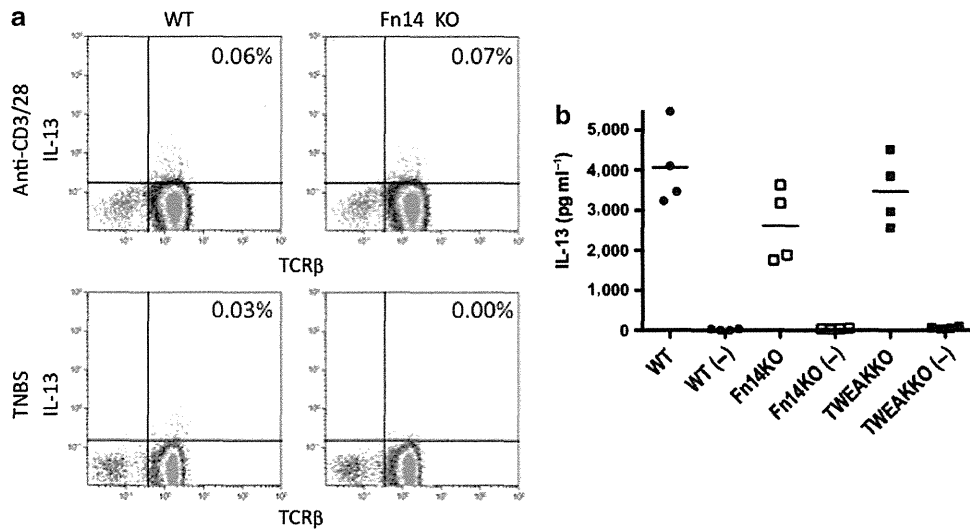 a
WT
Fn14 KO
Anti-CD3/28
IL-13
0.06%
0.07%
TCRβ
TCRβ
TNBS
IL-13
0.03%
0.00%
TCRβ
TCRβ
b
IL-13 (pg ml⁻¹)
5,000
4,000
3,000
2,000
1,000
0
WT
WT (–)
Fn14KO
Fn14KO (–)
TWEAKKO
TWEAKKO (–)